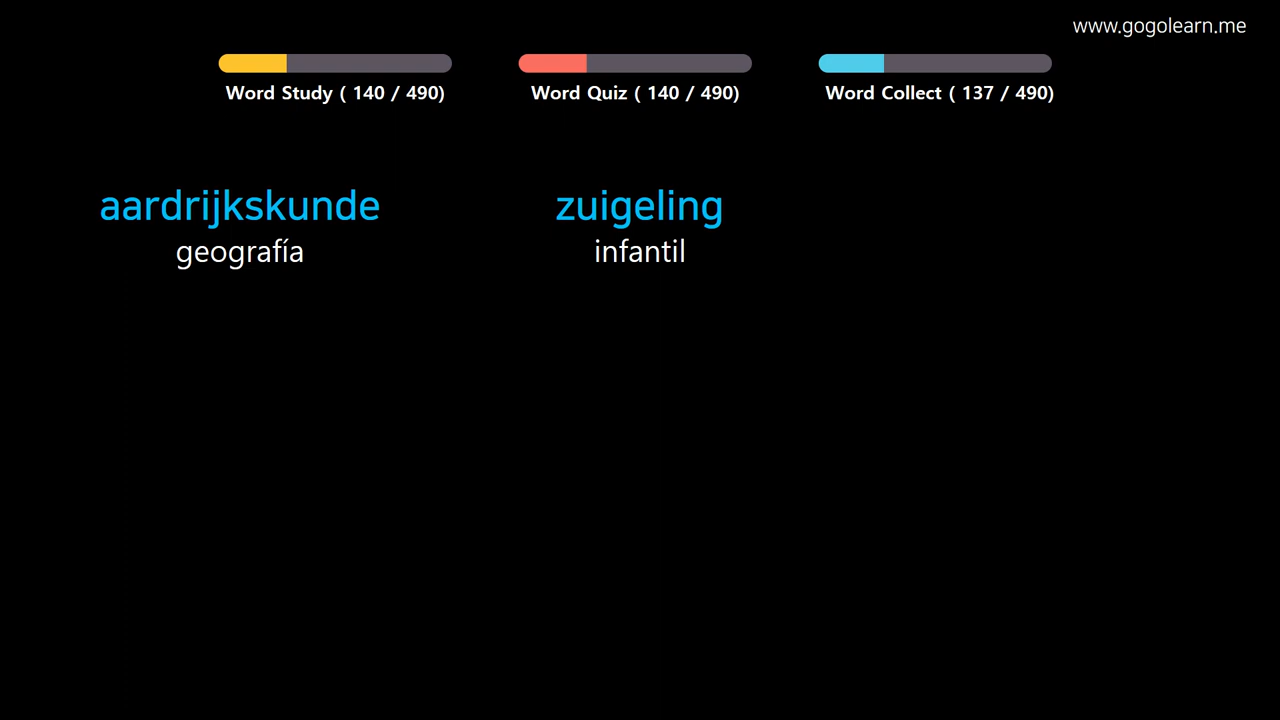 www.gogolearn.me
Word Study ( 140 / 490)
Word Quiz ( 140 / 490)
Word Collect ( 137 / 490)
aardrijkskunde
geografía
zuigeling
infantil